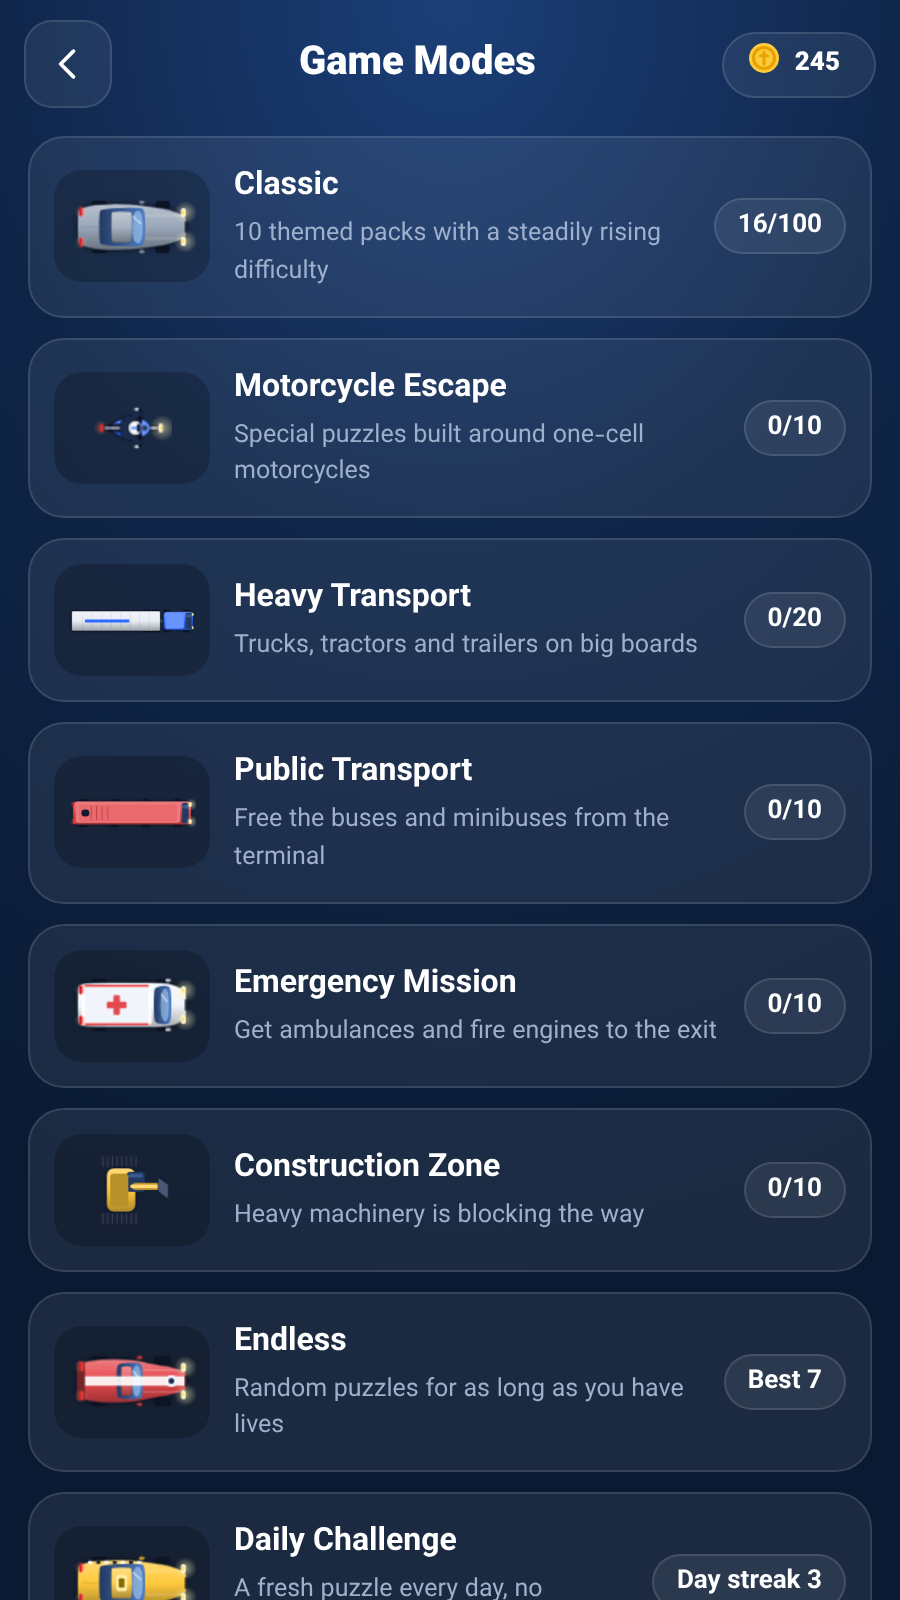 Game Modes
245
Classic
10 themed packs with a steadily rising
difficulty
16/100
Motorcycle Escape
Special puzzles built around one-cell
motorcycles
0/10
Heavy Transport
Trucks, tractors and trailers on big boards
0/20
Public Transport
Free the buses and minibuses from the
terminal
0/10
Emergency Mission
Get ambulances and fire engines to the exit
0/10
Construction Zone
Heavy machinery is blocking the way
0/10
Endless
Random puzzles for as long as you have
lives
Best 7
Daily Challenge
A fresh puzzle every day, no
Day streak 3